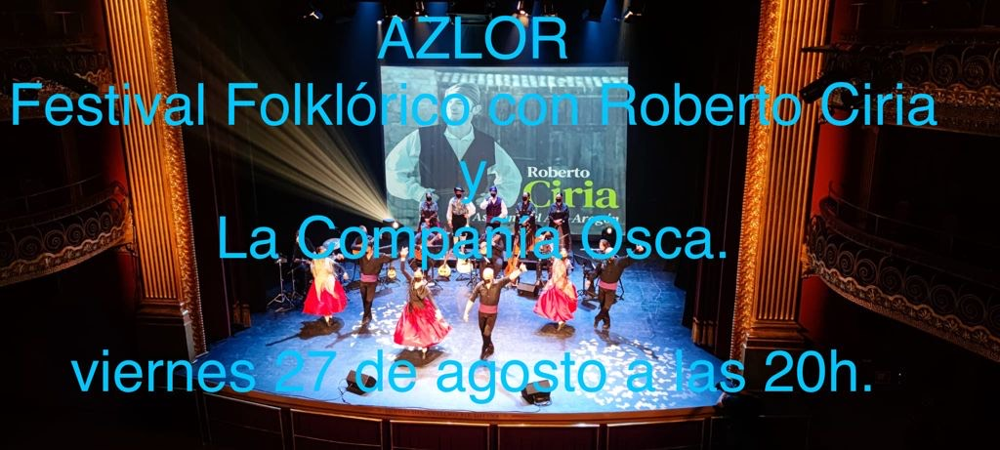 AZLOR
Festival Folklórico con Roberto Ciria
y
La Compañía Osca.
viernes 27 de agosto a las 20h.
Roberto
Ciria